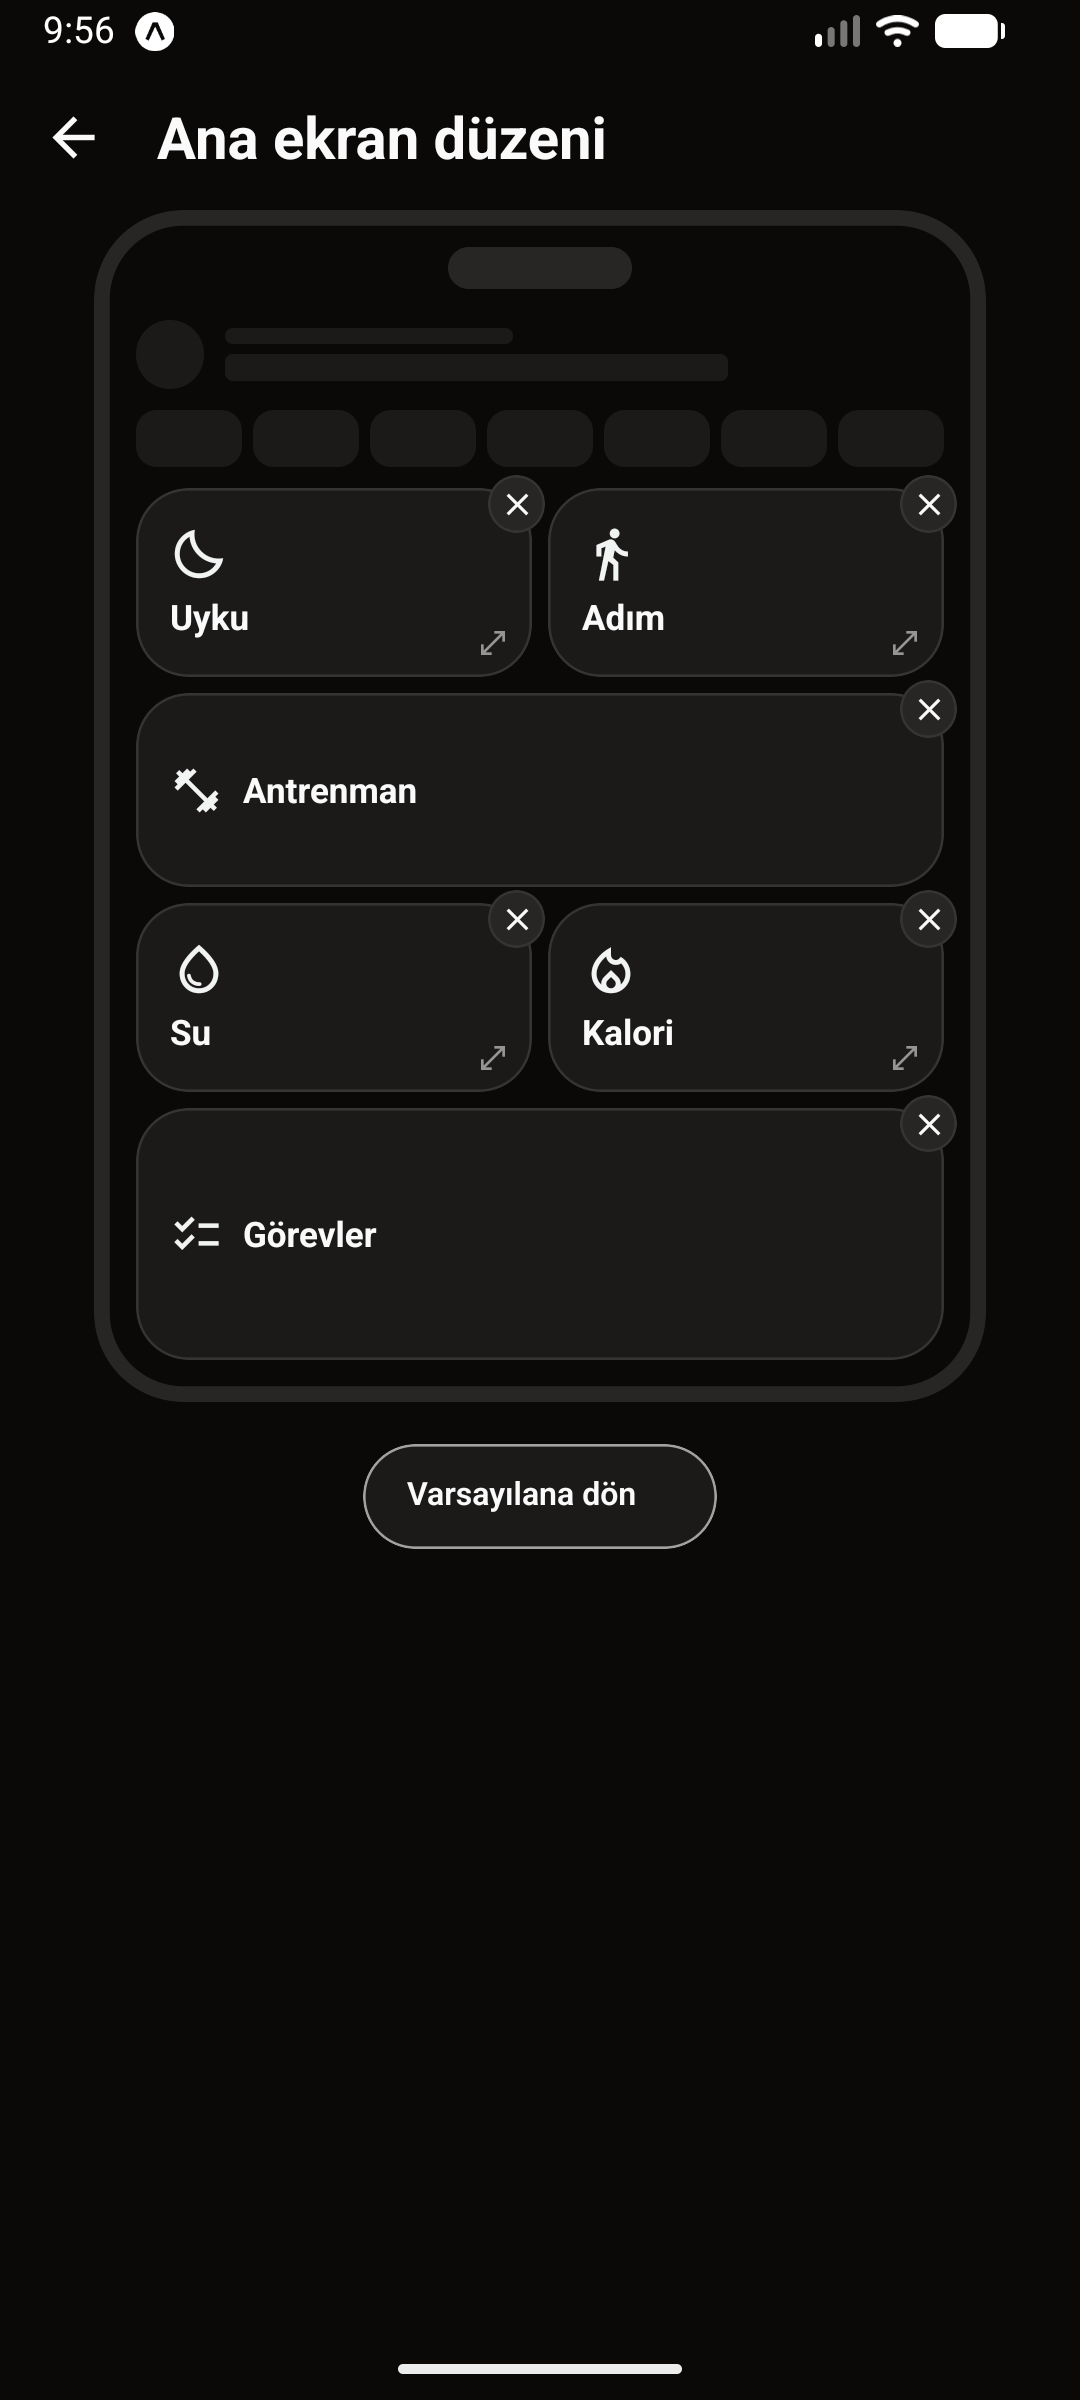 9:56
Ana ekran düzeni
Uyku
Adım
Antrenman
Su
Kalori
Görevler
Varsayılana dön